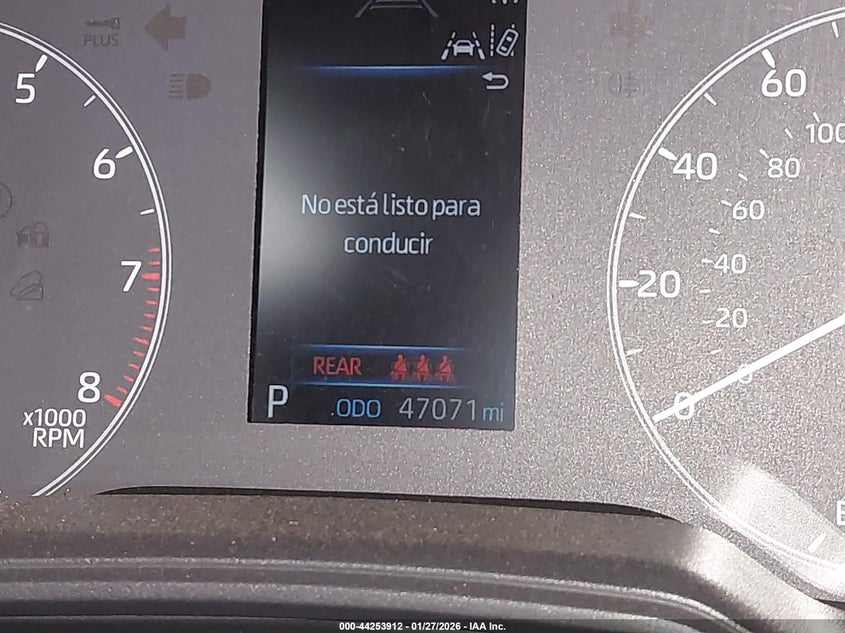 PLUS
5
6
7
8
x1000
RPM
No está listo para
conducir
REAR
P
ODO 47071 mi
60
40
20
0
100
80
60
40
20
0
000-44253912 - 01/27/2026 - IAA Inc.